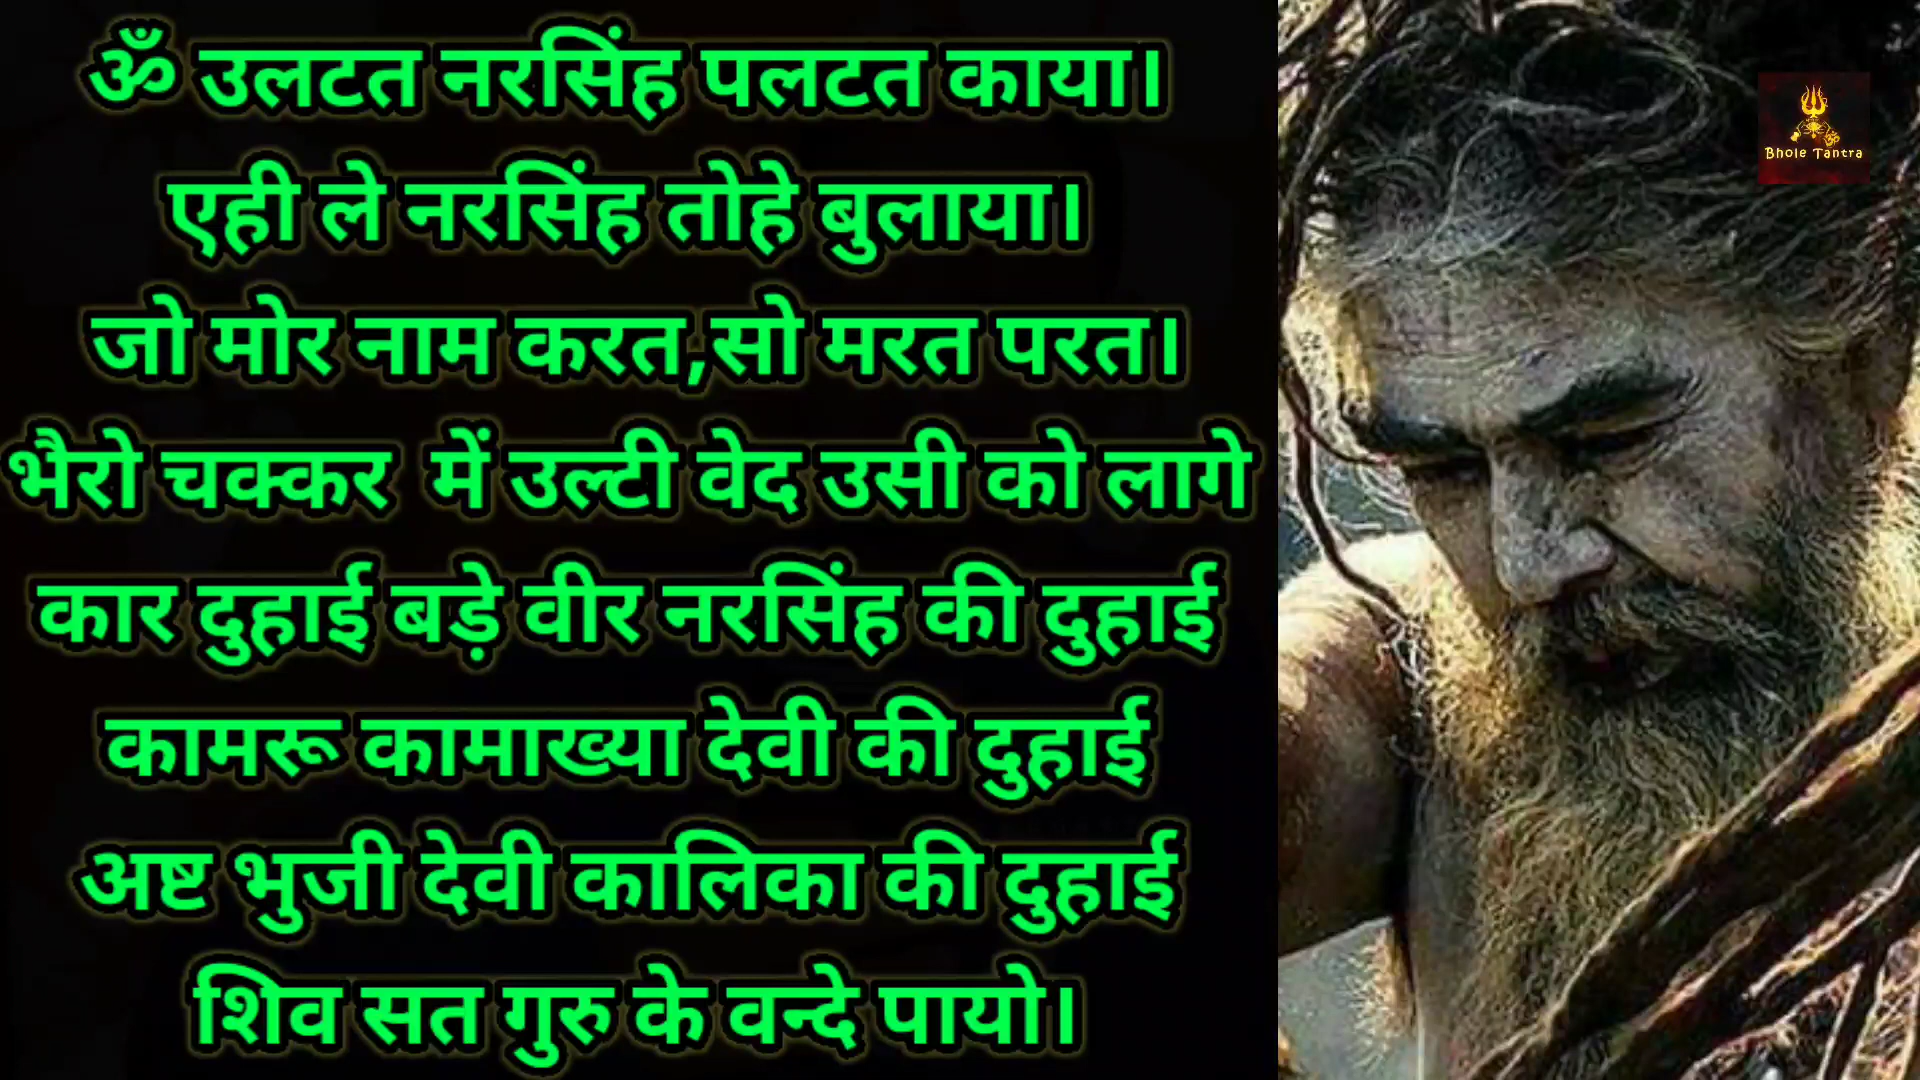 ॐ उलटत नरसिंह पलटत काया।
एही ले नरसिंह तोहे बुलाया।
जो मोर नाम करत,सो मरत परत।
भैरो चक्कर में उल्टी वेद उसी को लागे
कार दुहाई बड़े वीर नरसिंह की दुहाई
कामरू कामाख्या देवी की दुहाई
अष्ट भुजी देवी कालिका की दुहाई
शिव सत गुरु के वन्दे पायो।
Bhole Tantra